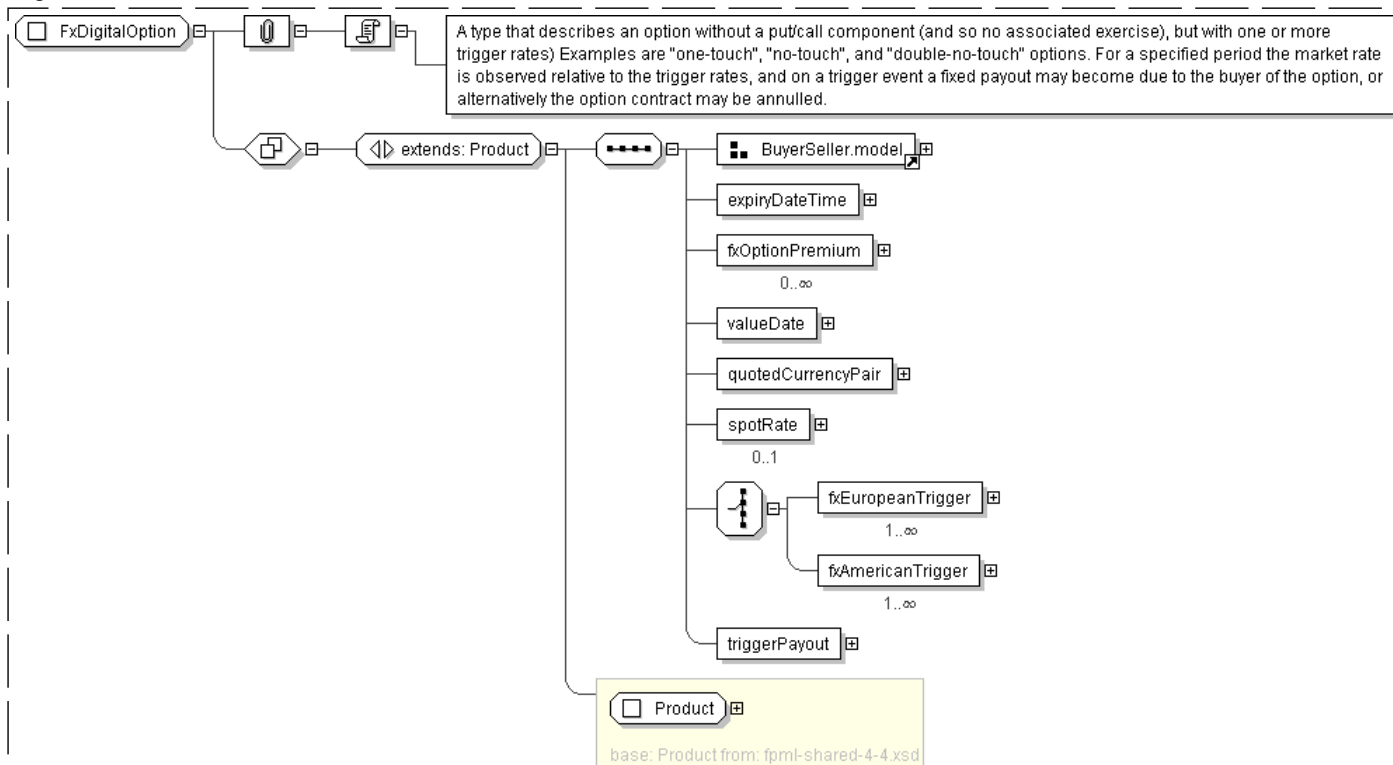 FxDigitalOption
A type that describes an option without a put/call component (and so no associated exercise), but with one or more
trigger rates) Examples are "one-touch", "no-touch", and "double-no-touch" options. For a specified period the market rate
is observed relative to the trigger rates, and on a trigger event a fixed payout may become due to the buyer of the option, or
alternatively the option contract may be annulled.
extends: Product
BuyerSeller.model
expiryDateTime
fxOptionPremium
0..∞
valueDate
quotedCurrencyPair
spotRate
0..1
fxEuropeanTrigger
1..∞
fxAmericanTrigger
1..∞
triggerPayout
Product
base: Product from: fpml-shared-4-4.xsd